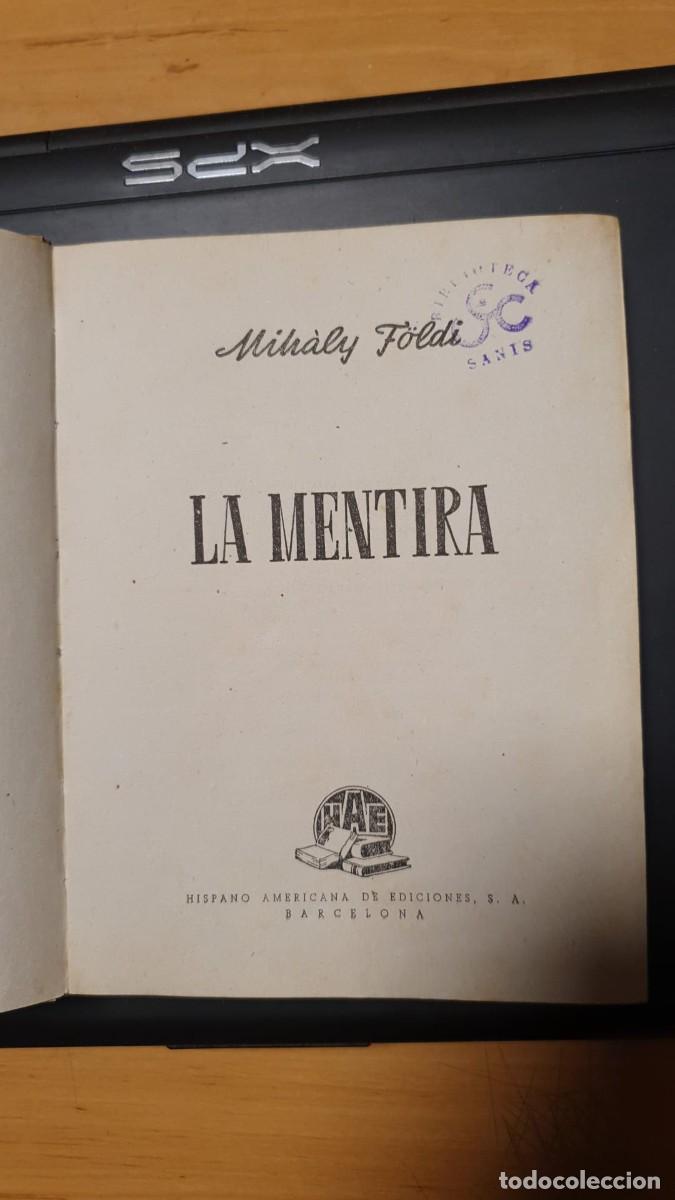 XPS
BIBLIOTECA
SC
SANIS
Mihàly Földi
LA MENTIRA
HAE
HISPANO AMERICANA DE EDICIONES, S. A.
BARCELONA
todocoleccion